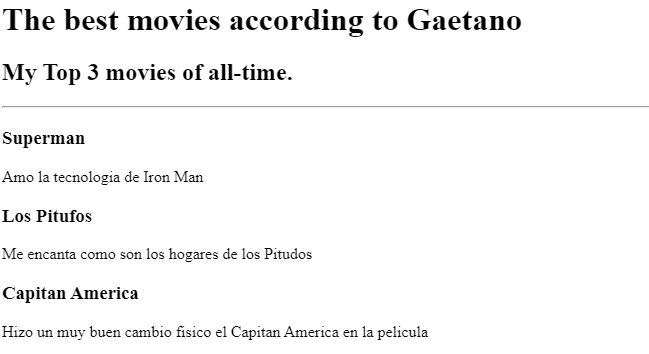 The best movies according to Gaetano
My Top 3 movies of all-time.
Superman
Amo la tecnologia de Iron Man
Los Pitufos
Me encanta como son los hogares de los Pitudos
Capitan America
Hizo un muy buen cambio fisico el Capitan America en la pelicula